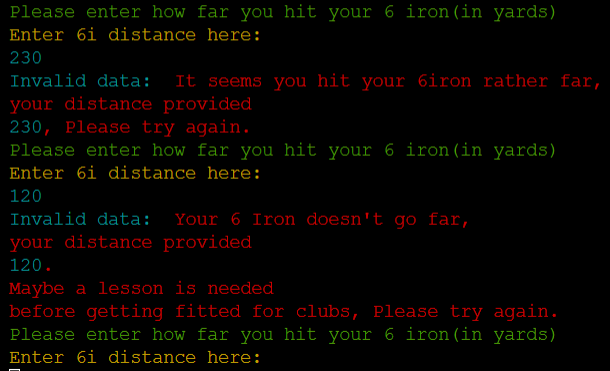 Please enter how far you hit your 6 iron(in yards)
Enter 6i distance here:
230
Invalid data:  It seems you hit your 6iron rather far,
your distance provided
230, Please try again.
Please enter how far you hit your 6 iron(in yards)
Enter 6i distance here:
120
Invalid data:  Your 6 Iron doesn't go far,
your distance provided
120.
Maybe a lesson is needed
before getting fitted for clubs, Please try again.
Please enter how far you hit your 6 iron(in yards)
Enter 6i distance here: